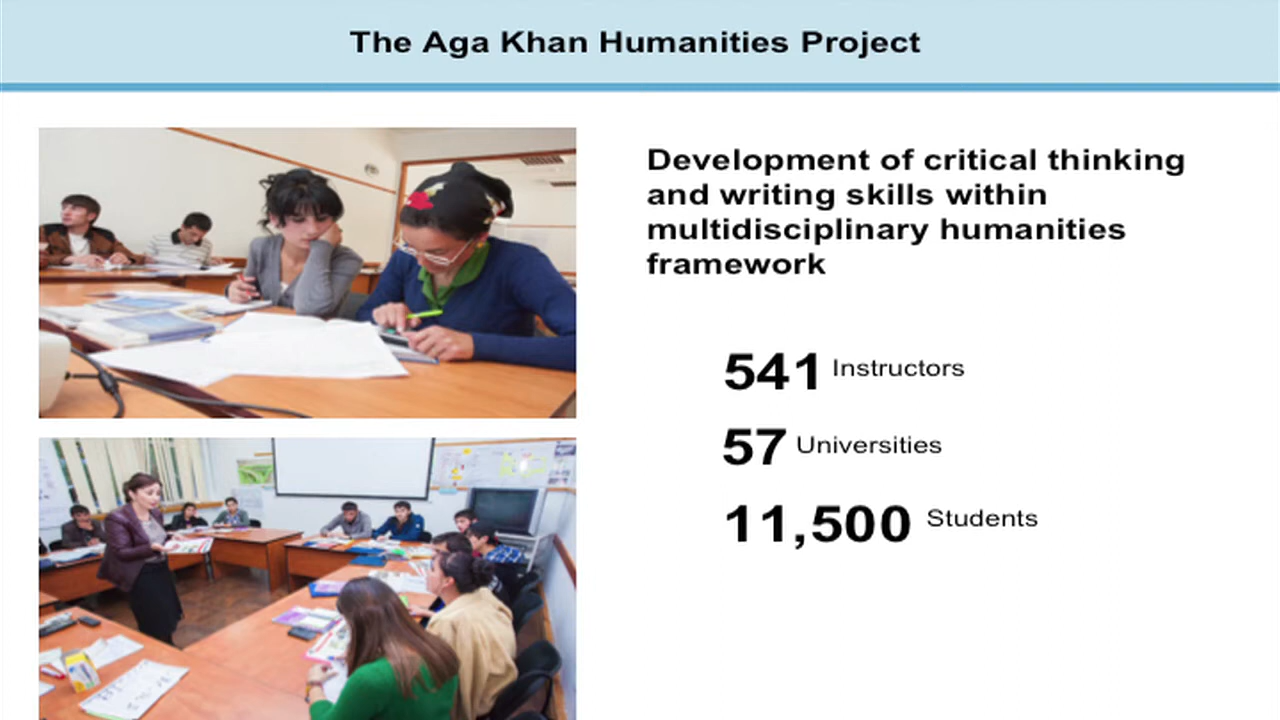 The Aga Khan Humanities Project
Development of critical thinking
and writing skills within
multidisciplinary humanities
framework
541 Instructors
57 Universities
11,500 Students